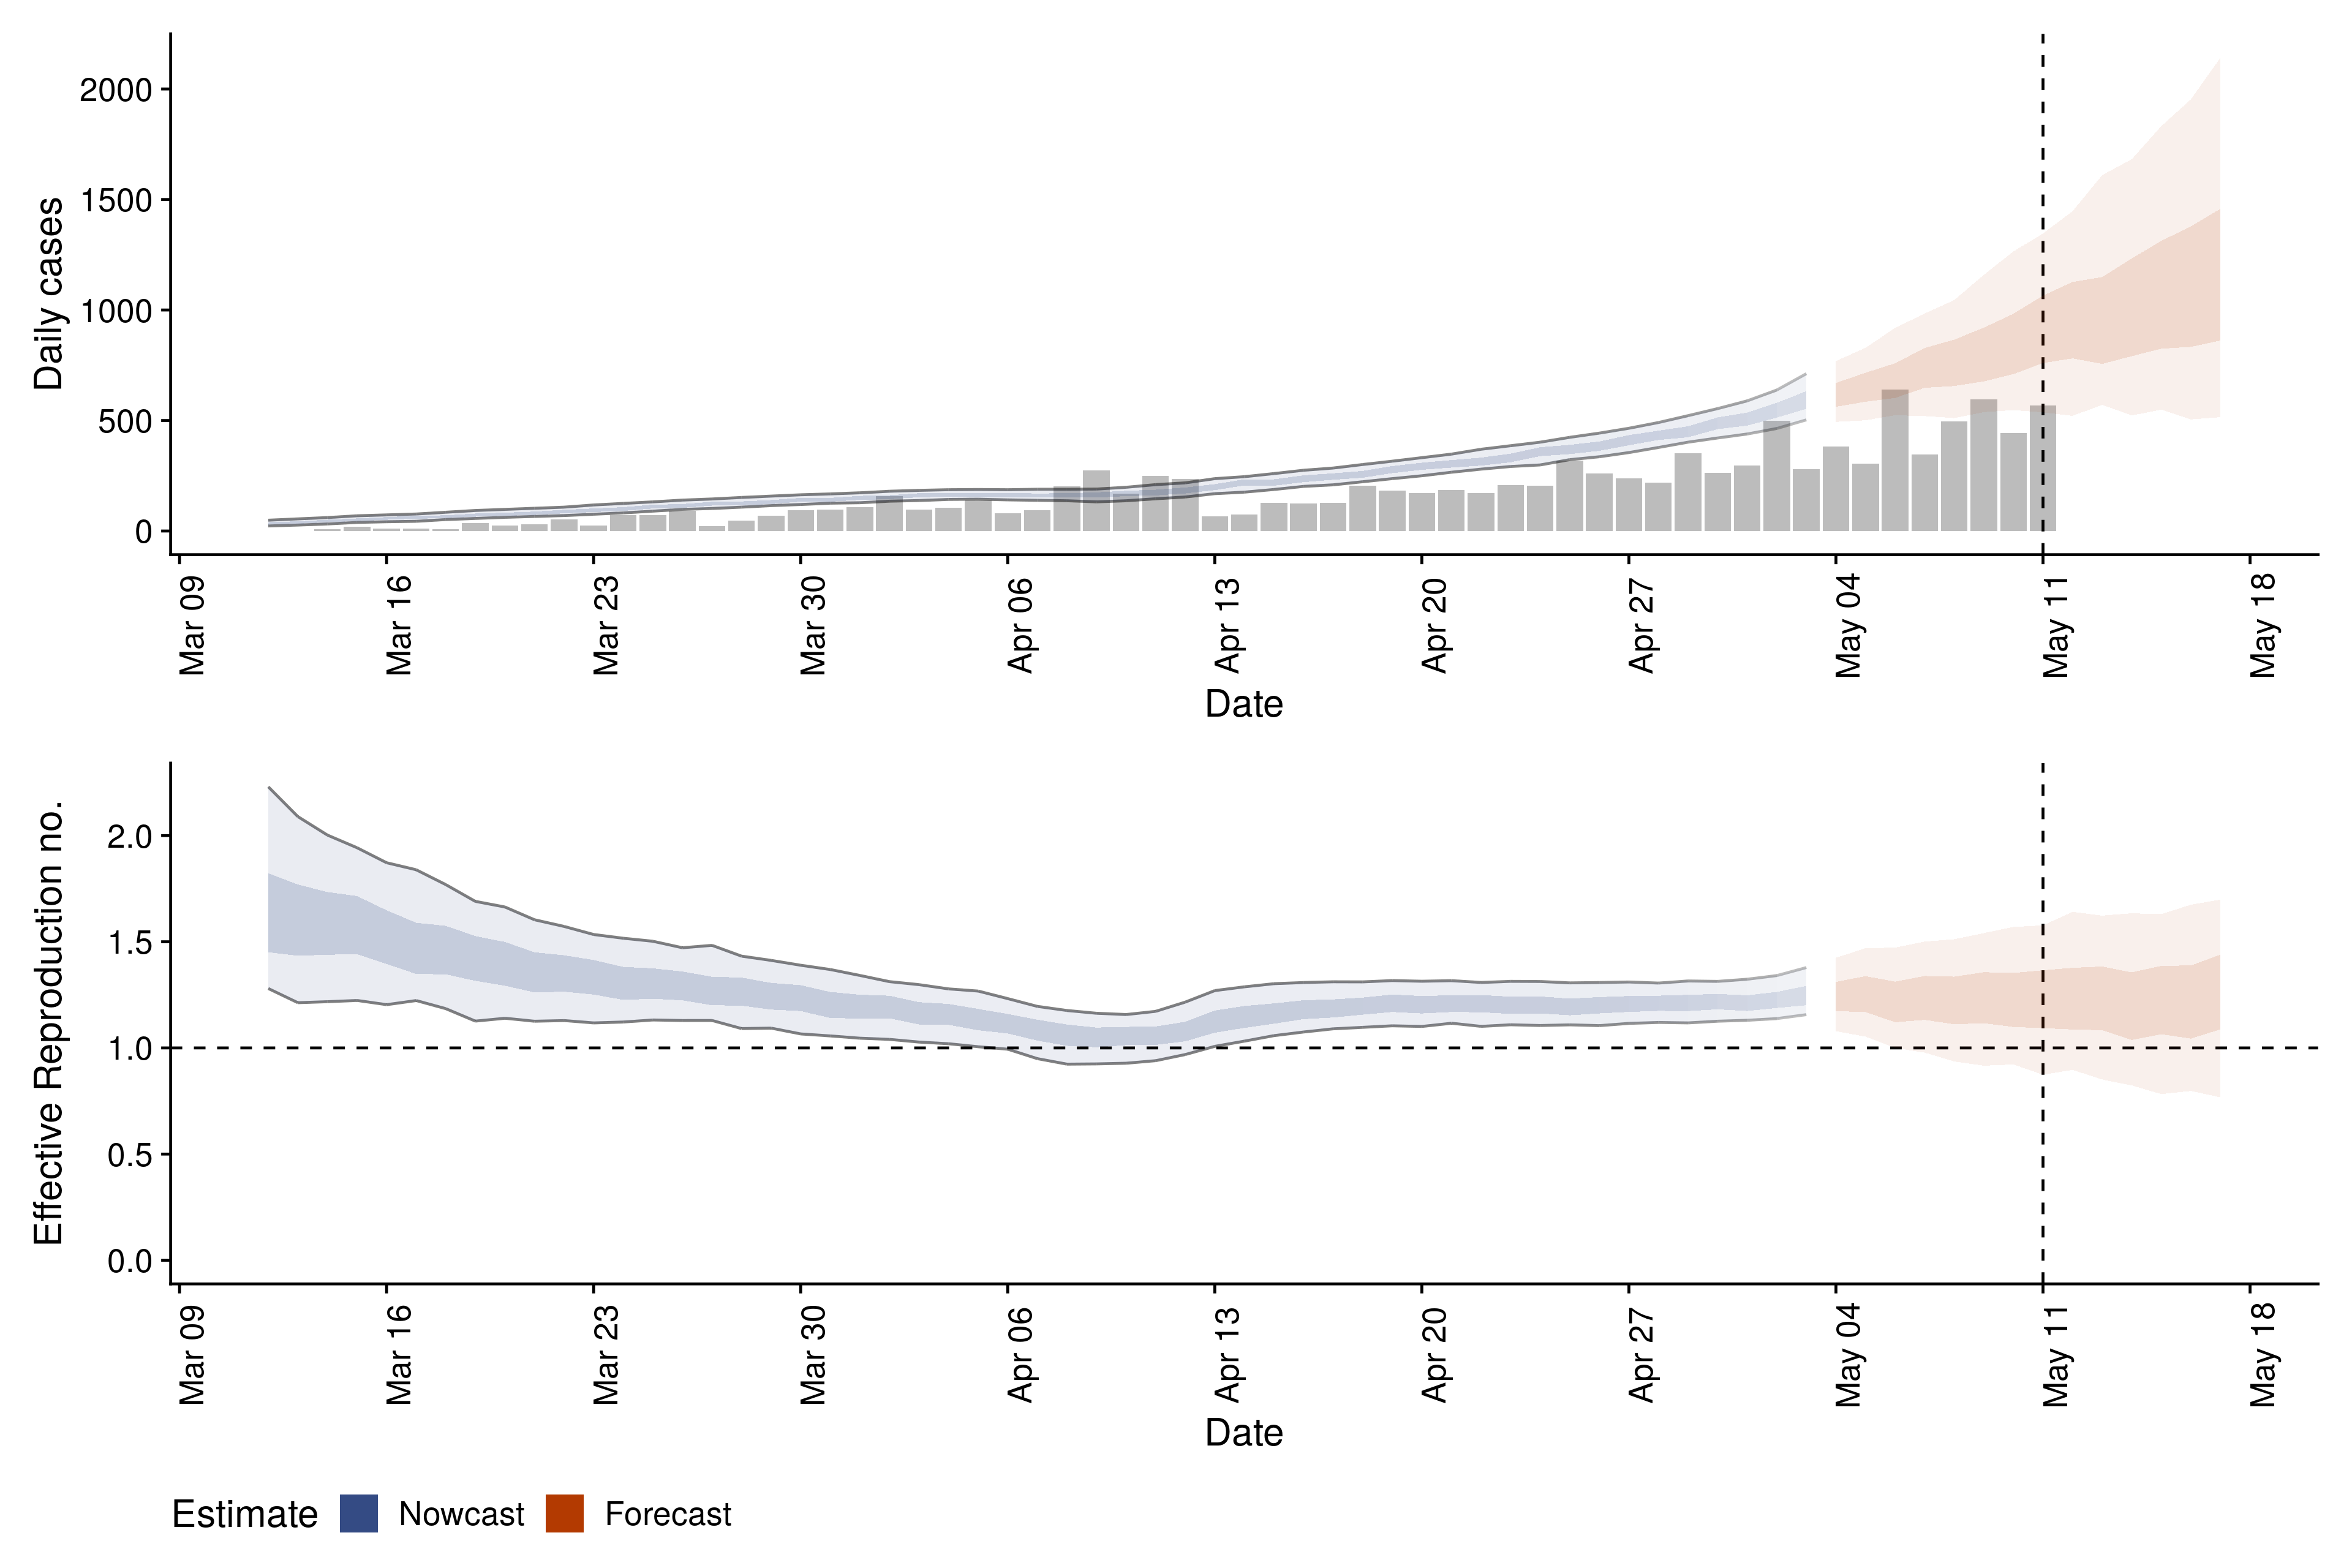 Daily cases
2000
1500
1000
500
0
Mar 09 Mar 16 Mar 23 Mar 30 Apr 06 Apr 13 Apr 20 Apr 27 May 04 May 11 May 18
Date
Effective Reproduction no.
2.0
1.5
1.0
0.5
0.0
Mar 09 Mar 16 Mar 23 Mar 30 Apr 06 Apr 13 Apr 20 Apr 27 May 04 May 11 May 18
Date
Estimate Nowcast Forecast